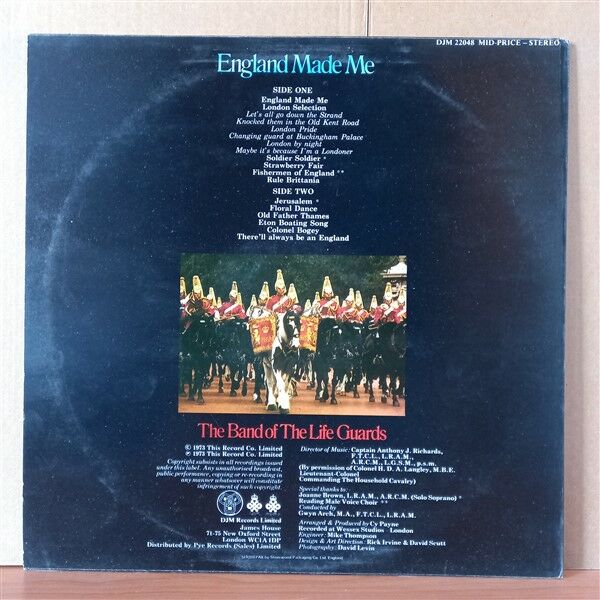 DJM 22048 MID-PRICE – STEREO
England Made Me
SIDE ONE
England Made Me
London Selection
Let's all go down the Strand
Knocked them in the Old Kent Road
London Pride
Changing guard at Buckingham Palace
London by night
Maybe it's because I'm a Londoner
Soldier Soldier *
Strawberry Fair
Fishermen of England **
Rule Brittania
SIDE TWO
Jerusalem *
Floral Dance
Old Father Thames
Eton Boating Song
Colonel Bogey
There'll always be an England
The Band of The Life Guards
© 1973 This Record Co. Limited
℗ 1973 This Record Co. Limited
Copyright subsists in all recordings issued
under this label. Any unauthorised broadcast,
public performance, copying or re-recording in
any manner whatsoever will constitute
infringement of such copyright.
DJM Records Limited
James House
71-75 New Oxford Street
London WC1A 1DP
Distributed by Pye Records (Sales) Limited
Director of Music: Captain Anthony J. Richards,
F.T.C.L., L.R.A.M.,
A.R.C.M., L.G.S.M., p.s.m.
(By permission of Colonel H. D. A. Langley, M.B.E.
Lieutenant-Colonel
Commanding The Household Cavalry)
Special thanks to:
Joanne Brown, L.R.A.M., A.R.C.M. (Solo Soprano) *
Reading Male Voice Choir **
Conducted by
Gwyn Arch, M.A., F.T.C.L., L.R.A.M.
Arranged & Produced by Cy Payne
Recorded at Wessex Studios London
Engineer: Mike Thompson
Design & Art Direction: Rick Irvine & David Scutt
Photography: David Levin